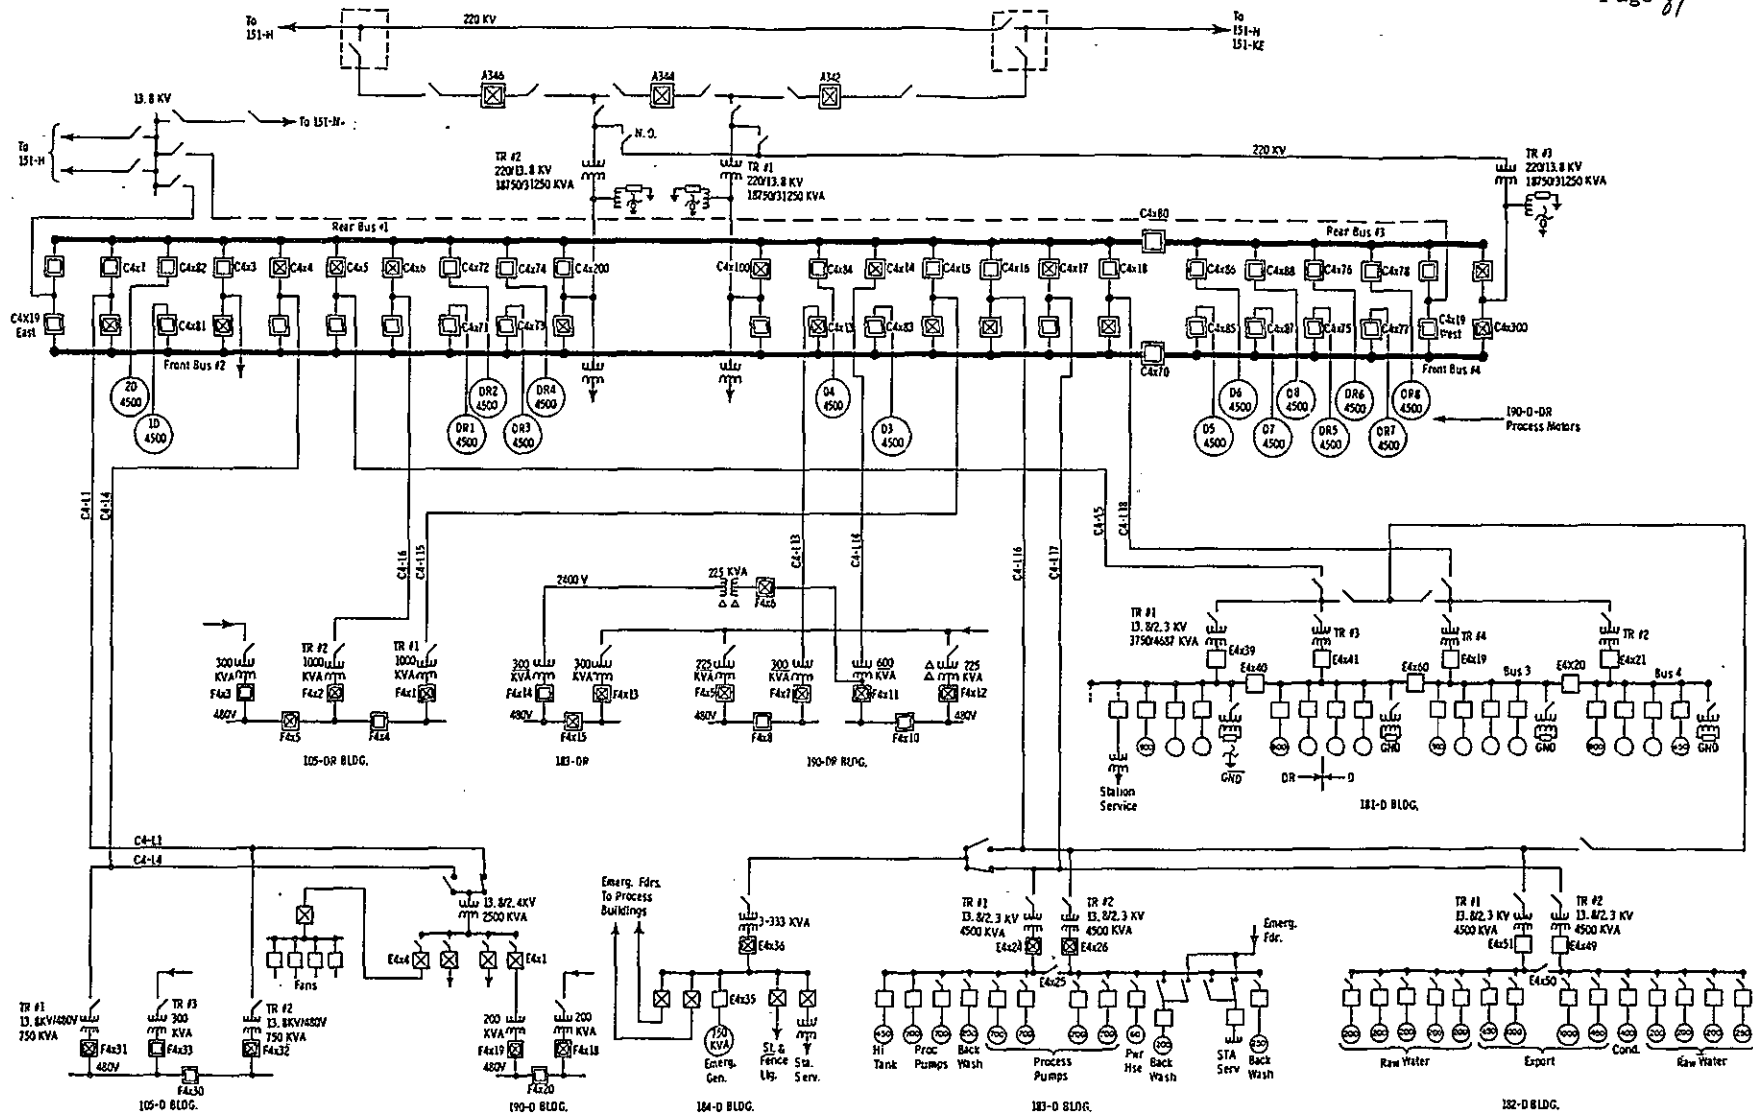 Page 87
To
151-H
220 KV
To
151-H
151-KE
A346
A344
A342
13.8 KV
To 151-N
To
151-H
N.O.
TR #2
220/13.8 KV
18750/31250 KVA
TR #1
220/13.8 KV
18750/31250 KVA
220 KV
TR #3
220/13.8 KV
18750/31250 KVA
C4x80
Rear Bus #1
Rear Bus #3
C4x1
C4x82
C4x3
C4x4
C4x5
C4x6
C4x72
C4x74
C4x200
C4x100
C4x84
C4x14
C4x15
C4x16
C4x17
C4x18
C4x86
C4x88
C4x76
C4x78
C4X19
East
C4x81
C4x71
C4x73
C4x13
C4x83
C4x85
C4x87
C4x75
C4x77
C4x19
West
C4x300
Front Bus #2
C4x70
Front Bus #4
2D
4500
1D
4500
DR2
4500
DR4
4500
DR1
4500
DR3
4500
D4
4500
D3
4500
D6
4500
D8
4500
DR6
4500
DR8
4500
D5
4500
D7
4500
DR5
4500
DR7
4500
190-D-DR
Process Motors
C4-L1
C4-L4
C4-L6
C4-L15
C4-L13
C4-L14
C4-L16
C4-L17
C4-L5
C4-L18
2400 V
225 KVA
F4x6
300
KVA
F4x3
TR #2
1000
KVA
F4x2
TR #1
1000
KVA
F4x1
480V
F4x5
F4x4
105-DR BLDG.
300
KVA
F4x14
300
KVA
F4x13
480V
F4x15
183-DR
225
KVA
F4x5
300
KVA
F4x7
600
KVA
F4x11
225
KVA
F4x12
480V
480V
F4x8
F4x10
190-DR BLDG.
TR #1
13.8/2.3 KV
3750/4687 KVA
E4x39
TR #3
E4x41
TR #4
E4x19
TR #2
E4x21
E4x40
E4x60
Bus 3
E4x20
Bus 4
900
800
900
800
450
GND
GND
GND
GND
DR
D
Station
Service
181-D BLDG.
C4-L1
C4-L4
13.8/2.4KV
2500 KVA
E4x4
E4x1
Fans
TR #1
13.8KV/480V
750 KVA
F4x31
TR #3
300
KVA
F4x33
TR #2
13.8KV/480V
750 KVA
F4x32
480V
F4x30
105-D BLDG.
200
KVA
F4x19
200
KVA
F4x18
480V
F4x20
190-D BLDG.
Emerg. Fdrs.
To Process
Buildings
3-333 KVA
E4x36
E4x35
350
KVA
Emerg.
Gen.
St. &
Fence
Ltg.
Sta.
Serv.
184-D BLDG.
TR #1
13.8/2.3 KV
4500 KVA
E4x24
TR #2
13.8/2.3 KV
4500 KVA
E4x26
E4x25
Emerg.
Fdr.
Hi
Tank
Proc
Pumps
Back
Wash
Process
Pumps
Pwr
Hse
Back
Wash
STA
Serv
Back
Wash
183-D BLDG.
TR #1
13.8/2.3 KV
4500 KVA
E4x51
TR #2
13.8/2.3 KV
4500 KVA
E4x49
E4x50
Raw Water
Export
Cond.
Raw Water
182-D BLDG.